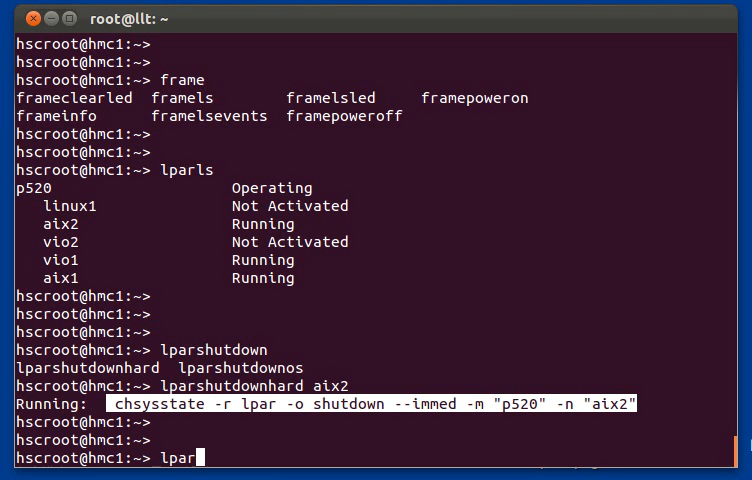 root@llt: ~
hscroot@hmc1:~>
hscroot@hmc1:~>
hscroot@hmc1:~> frame
frameclearled  framels        framelsled     framepoweron
frameinfo      framelsevents  framepoweroff
hscroot@hmc1:~>
hscroot@hmc1:~>
hscroot@hmc1:~> lparls
p520                    Operating
   linux1               Not Activated
   aix2                 Running
   vio2                 Not Activated
   vio1                 Running
   aix1                 Running
hscroot@hmc1:~>
hscroot@hmc1:~>
hscroot@hmc1:~>
hscroot@hmc1:~> lparshutdown
lparshutdownhard  lparshutdownos
hscroot@hmc1:~> lparshutdownhard aix2
Running:   chsysstate -r lpar -o shutdown --immed -m "p520" -n "aix2"
hscroot@hmc1:~>
hscroot@hmc1:~>
hscroot@hmc1:~> lpar